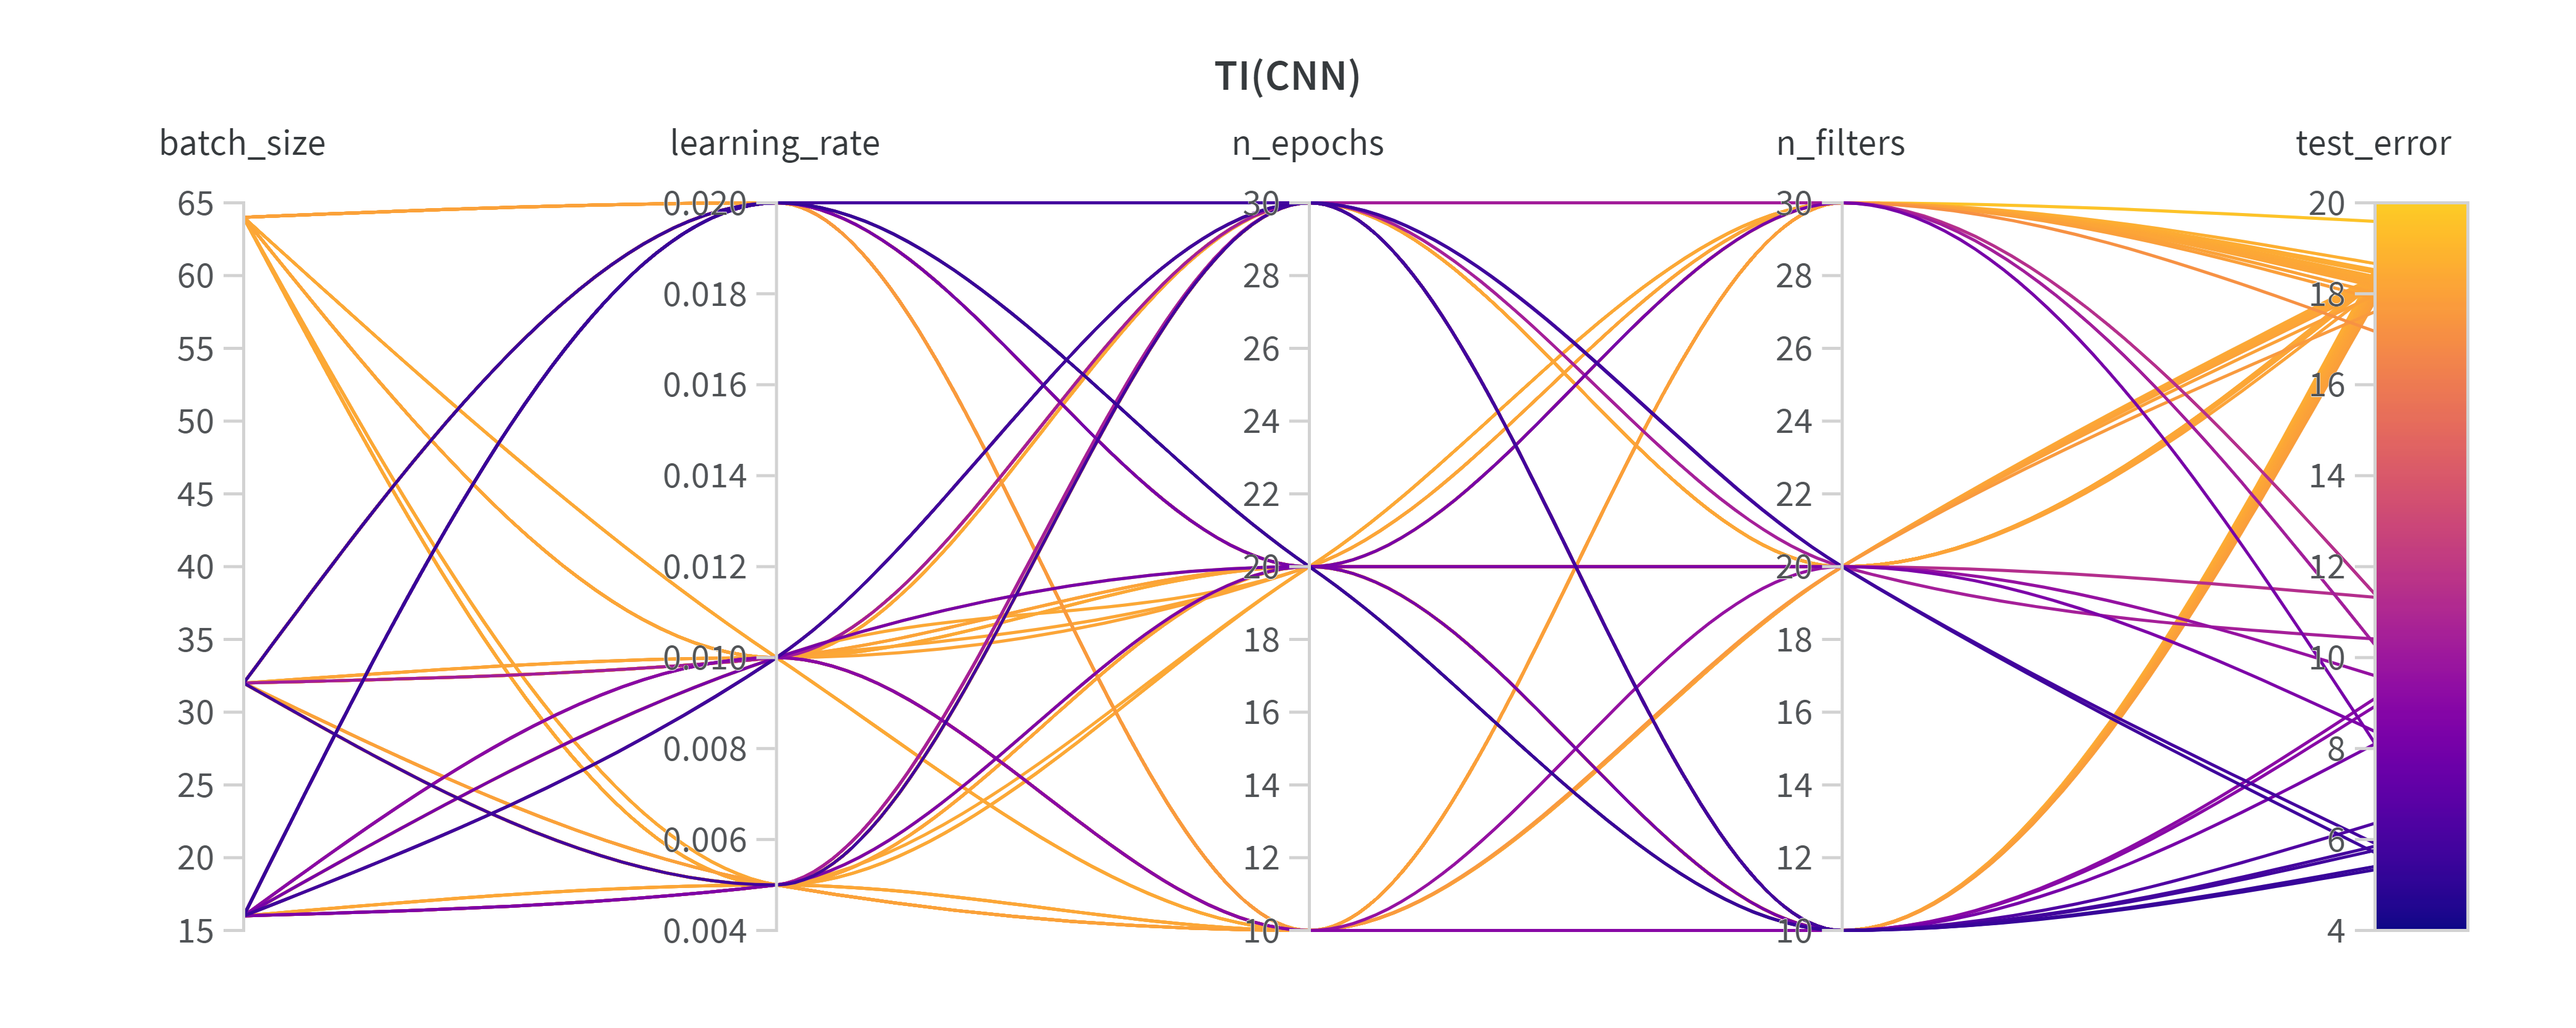 TI(CNN)
batch_size learning_rate n_epochs n_filters test_error
65 0.020 30 30 20
60 0.018 28 28 18
55 0.016 26 26 16
50 0.014 24 24 14
45 0.012 22 22 12
40 0.010 20 20 10
35 0.008 18 18 8
30 0.006 16 16 6
25 0.004 14 14 4
20 12 12
15 10 10